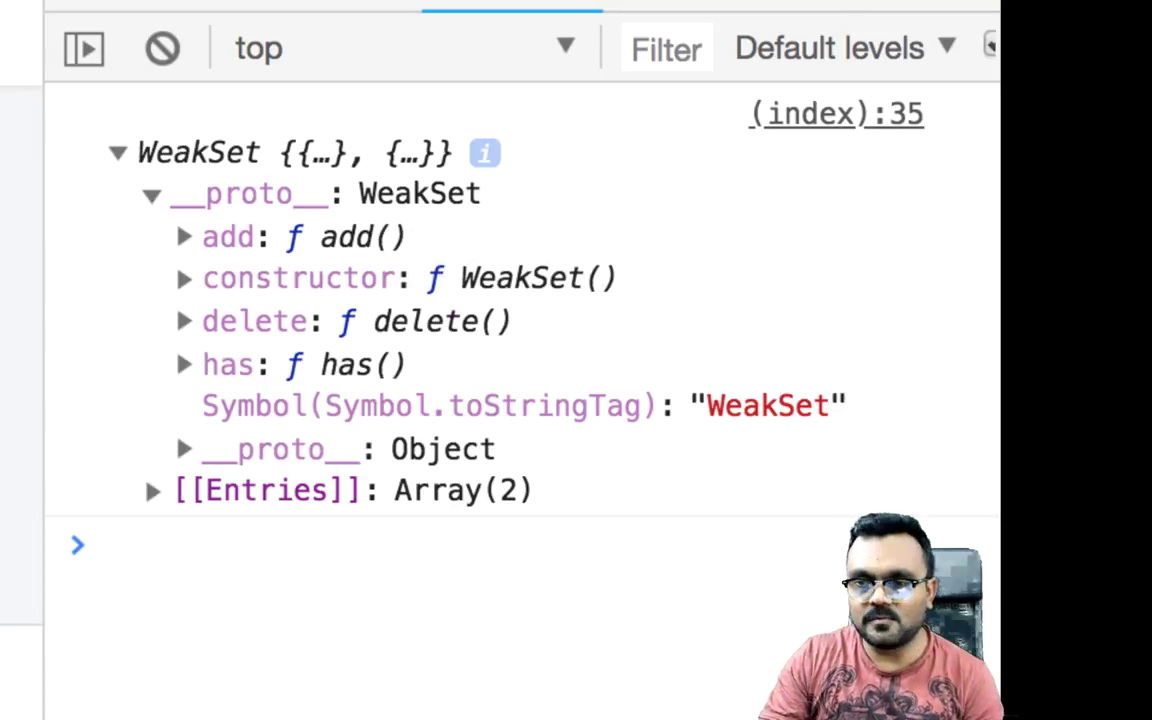 top Filter Default levels
(index):35
WeakSet {{…}, {…}} i
__proto__: WeakSet
add: ƒ add()
constructor: ƒ WeakSet()
delete: ƒ delete()
has: ƒ has()
Symbol(Symbol.toStringTag): "WeakSet"
__proto__: Object
[[Entries]]: Array(2)